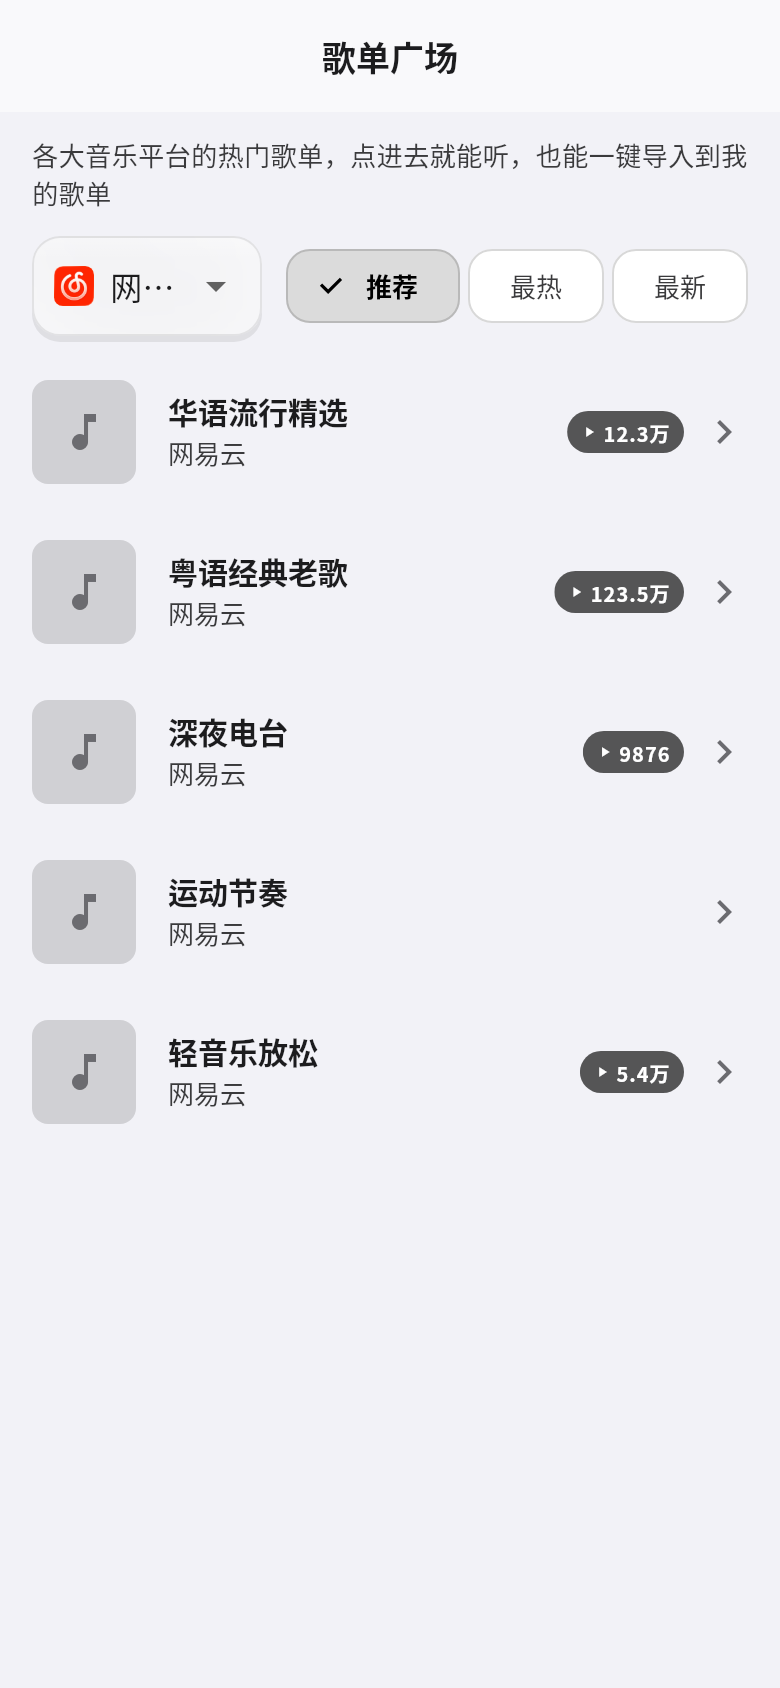 歌单广场
各大音乐平台的热门歌单，点进去就能听，也能一键导入到我
的歌单
网… 推荐 最热 最新
华语流行精选
网易云
12.3万
粤语经典老歌
网易云
123.5万
深夜电台
网易云
9876
运动节奏
网易云
轻音乐放松
网易云
5.4万